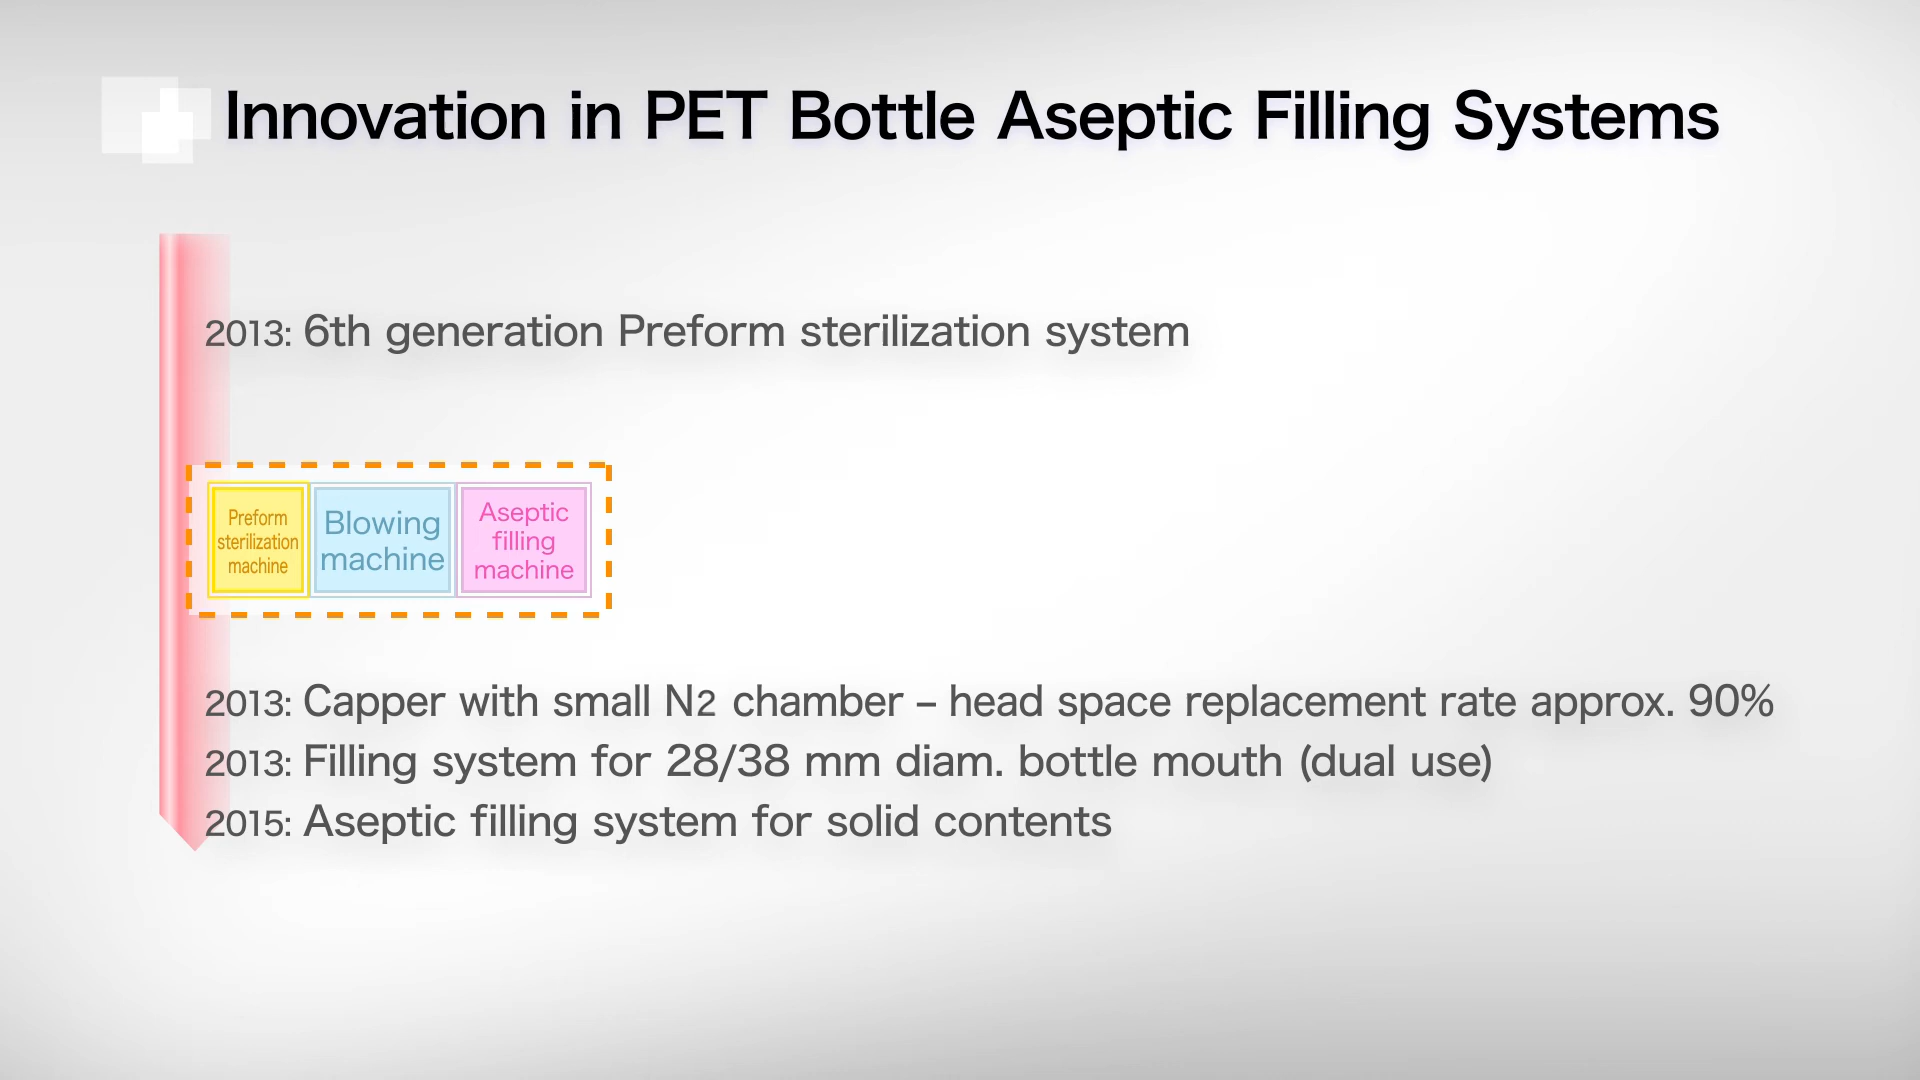 Innovation in PET Bottle Aseptic Filling Systems
2013: 6th generation Preform sterilization system
Preform
sterilization
machine
Blowing
machine
Aseptic
filling
machine
2013: Capper with small N2 chamber – head space replacement rate approx. 90%
2013: Filling system for 28/38 mm diam. bottle mouth (dual use)
2015: Aseptic filling system for solid contents